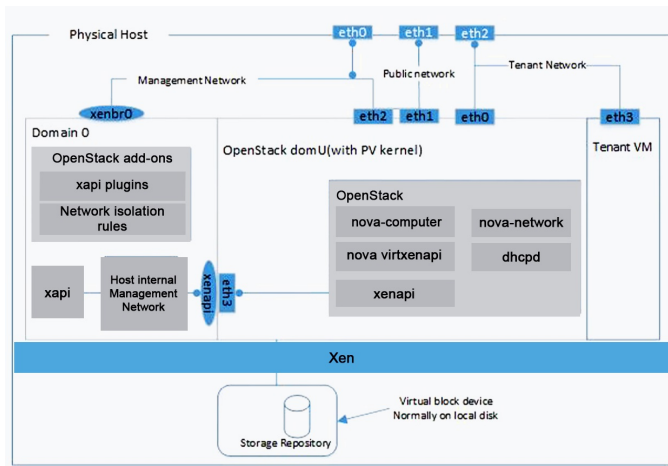 Physical Host
eth0
eth1
eth2
Management Network
Public network
Tenant Network
xenbr0
eth2
eth1
eth0
eth3
Domain 0
OpenStack domU(with PV kernel)
Tenant VM
OpenStack add-ons
xapi plugins
Network isolation
rules
OpenStack
nova-computer
nova-network
nova virtxenapi
dhcpd
xenapi
xapi
Host internal
Management
Network
xenapi
eth3
Xen
Virtual block device
Normally on local disk
Storage Repository